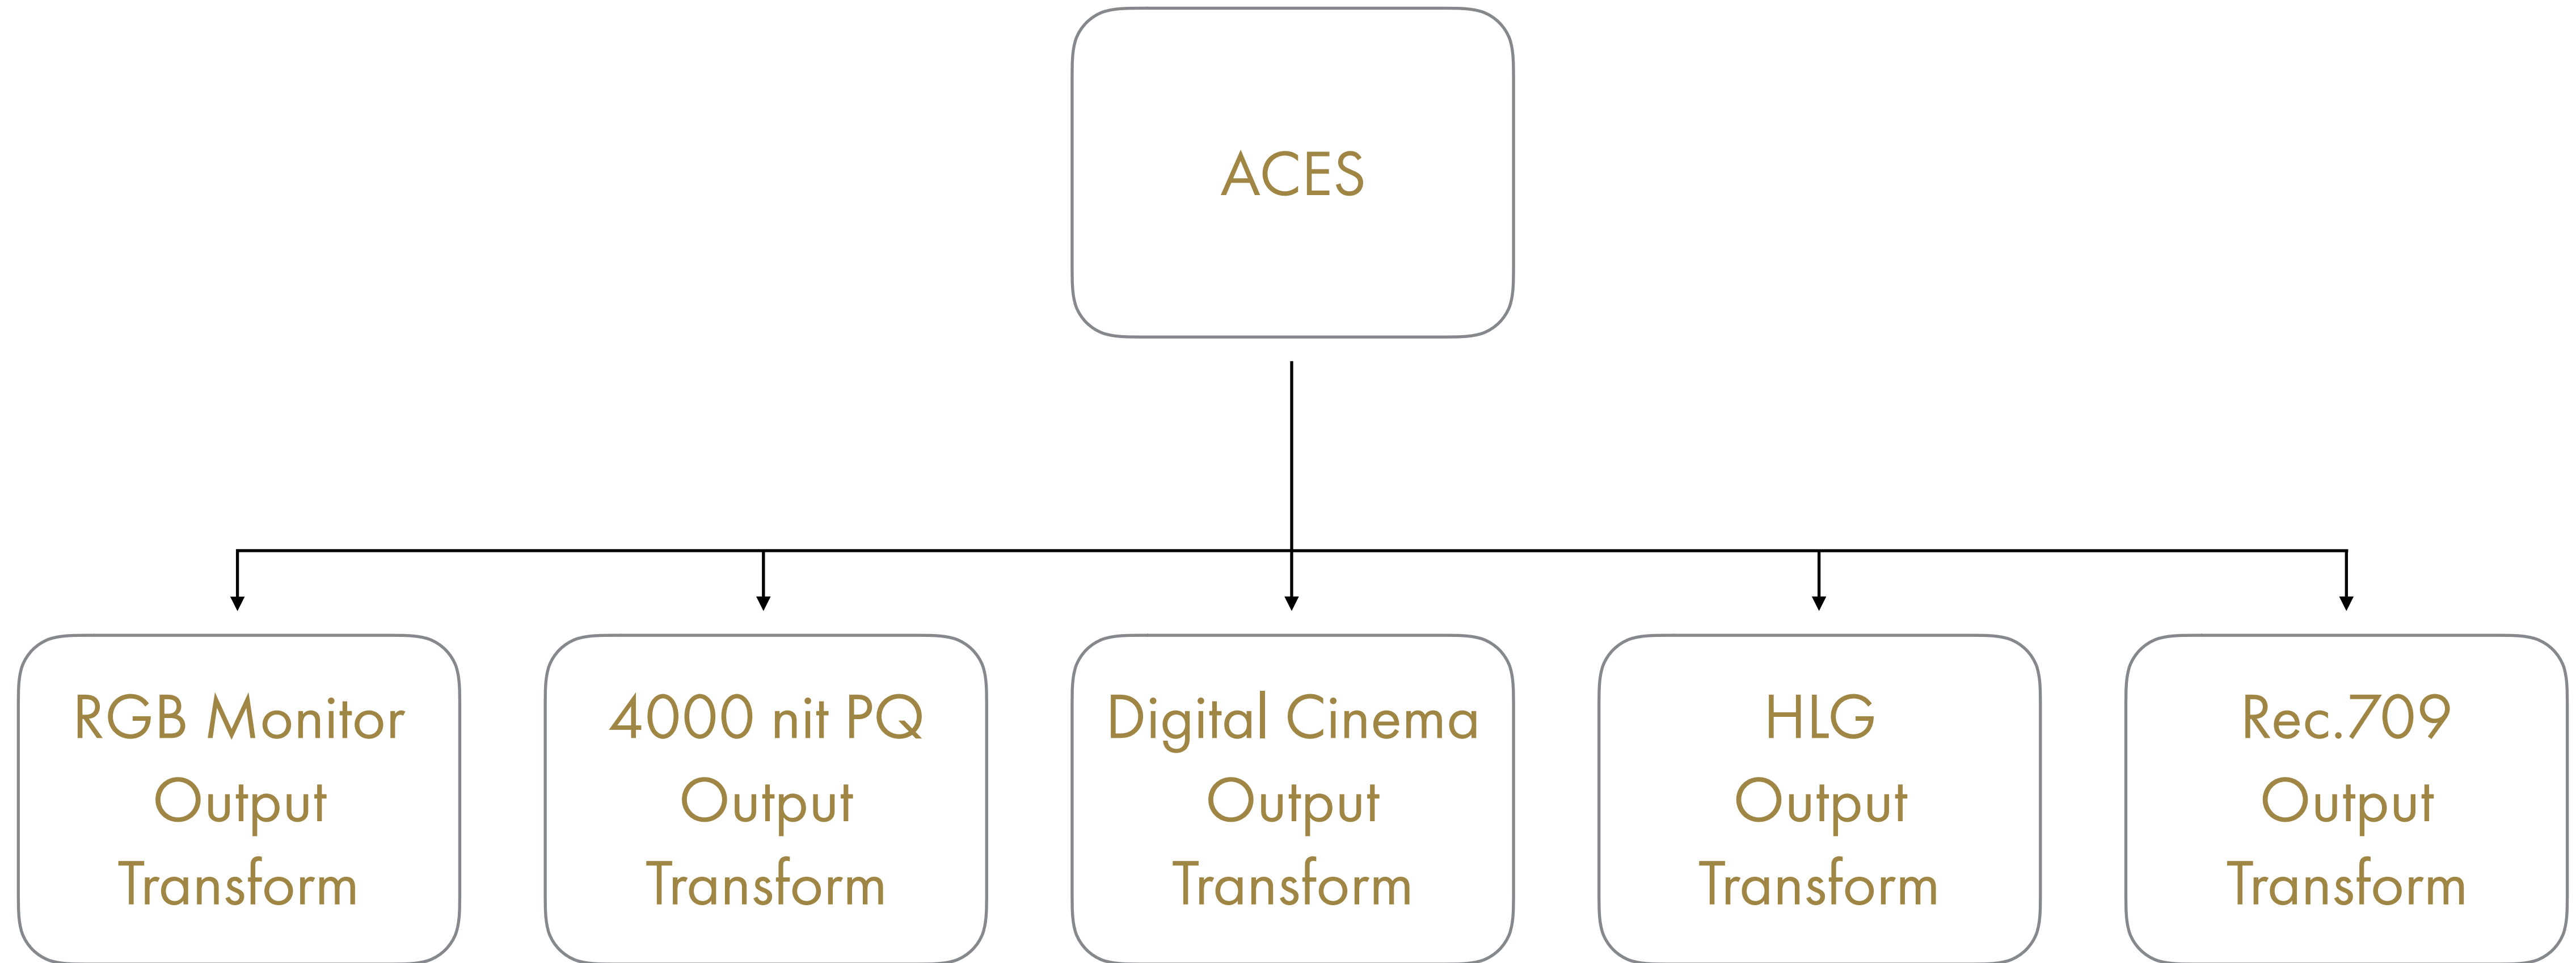 ACES
RGB Monitor
Output
Transform
4000 nit PQ
Output
Transform
Digital Cinema
Output
Transform
HLG
Output
Transform
Rec.709
Output
Transform